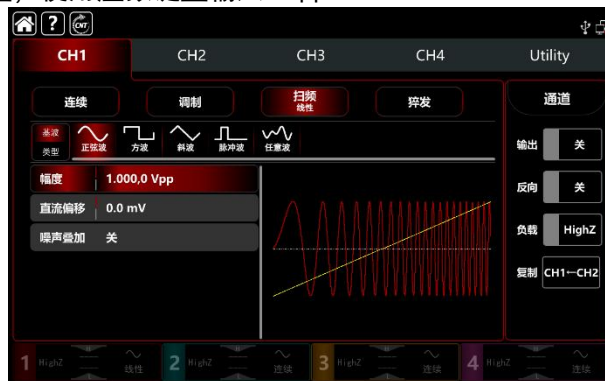 ? CNT
CH1 CH2 CH3 CH4 Utility
连续 调制 扫频 猝发 通道
线性
基波
类型 正弦波 方波 斜波 脉冲波 任意波
输出 关
幅度 1.000,0 Vpp
反向 关
直流偏移 0.0 mV
噪声叠加 关
负载 HighZ
复制 CH1←CH2
1 HighZ 线性 2 HighZ 连续 3 HighZ 连续 4 HighZ 连续